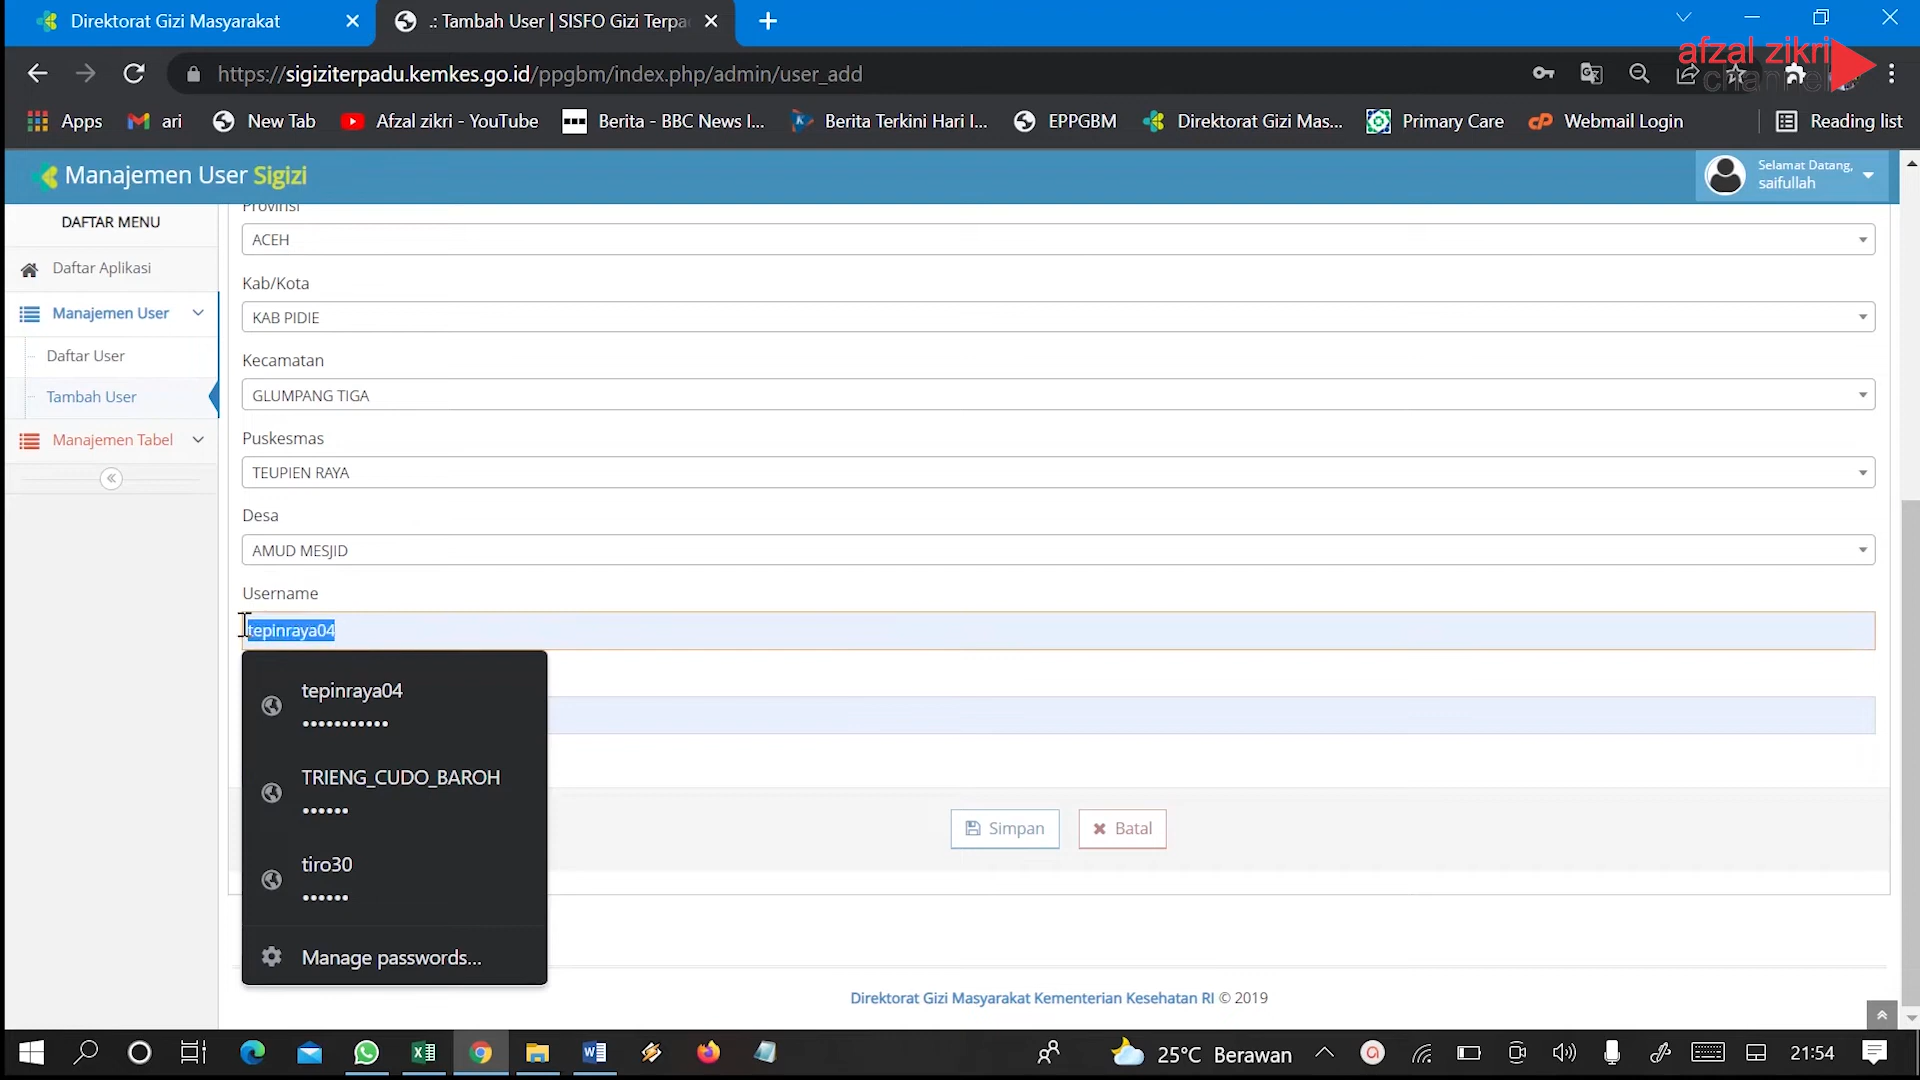 Direktorat Gizi Masyarakat
.: Tambah User | SISFO Gizi Terpa
https://sigiziterpadu.kemkes.go.id/ppgbm/index.php/admin/user_add
afzal zikri
channel
Apps
ari
New Tab
Afzal zikri - YouTube
Berita - BBC News I...
Berita Terkini Hari I...
EPPGBM
Direktorat Gizi Mas...
Primary Care
Webmail Login
Reading list
Manajemen User Sigizi
Selamat Datang,
saifullah
DAFTAR MENU
Daftar Aplikasi
Manajemen User
Daftar User
Tambah User
Manajemen Tabel
Provinsi
ACEH
Kab/Kota
KAB PIDIE
Kecamatan
GLUMPANG TIGA
Puskesmas
TEUPIEN RAYA
Desa
AMUD MESJID
Username
tepinraya04
tepinraya04
•••••••••••
TRIENG_CUDO_BAROH
••••••
tiro30
••••••
Manage passwords...
Simpan
Batal
Direktorat Gizi Masyarakat Kementerian Kesehatan RI © 2019
25°C Berawan
21:54